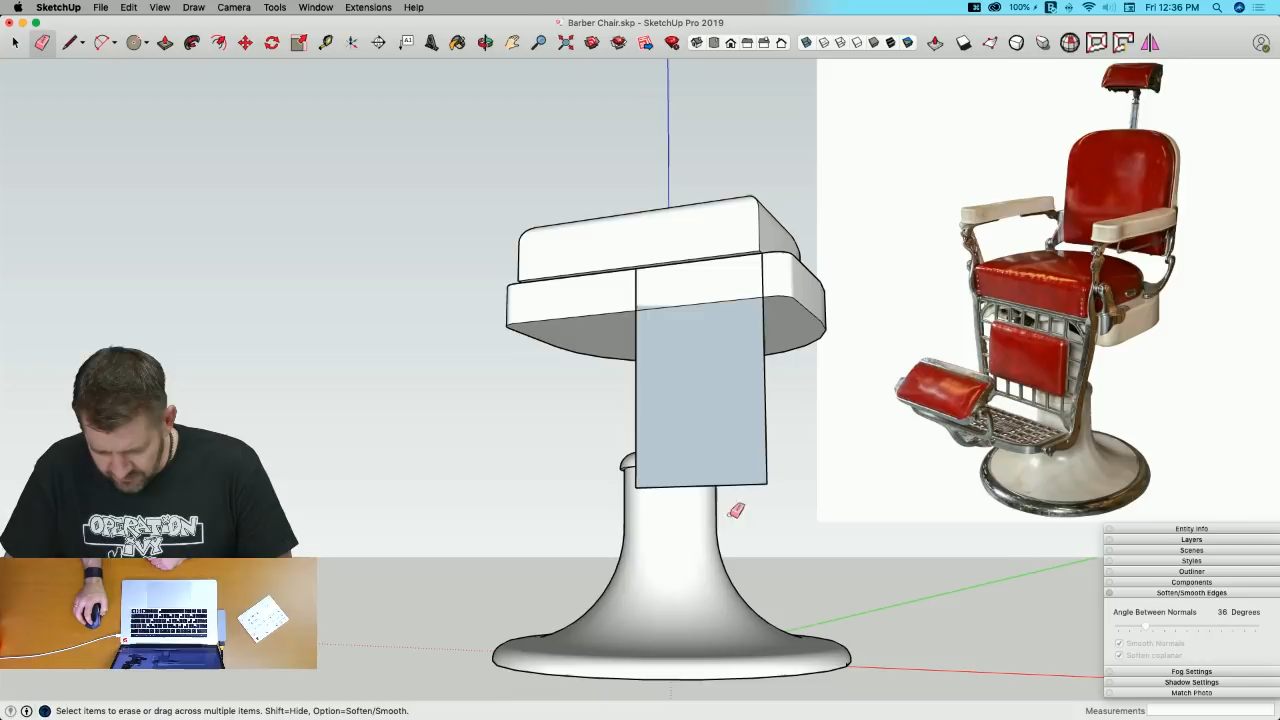 SketchUp File Edit View Draw Camera Tools Window Extensions Help 100% Fri 12:36 PM
Barber Chair.skp - SketchUp Pro 2019
Entity Info
Layers
Scenes
Styles
Outliner
Components
Soften/Smooth Edges
Angle Between Normals 36 Degrees
Smooth Normals
Soften coplanar
Fog Settings
Shadow Settings
Match Photo
OPERATION
Select items to erase or drag across multiple items. Shift=Hide, Option=Soften/Smooth. Measurements